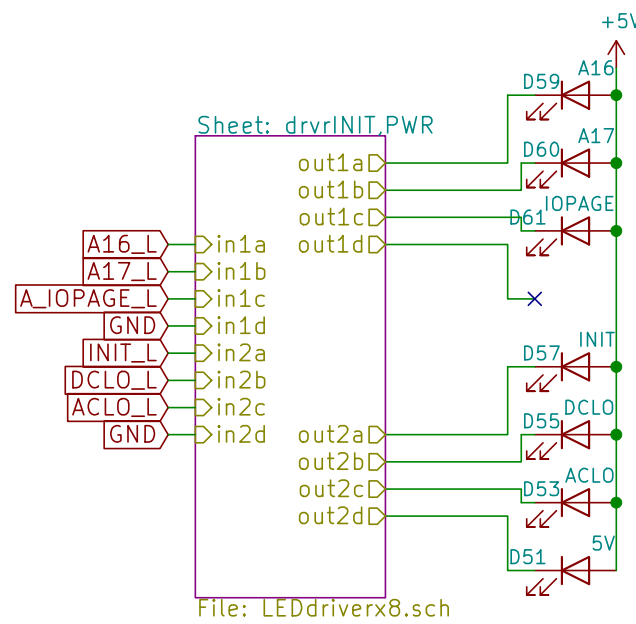 +5V
A16
D59
Sheet: drvrINIT,PWR
A17
D60
out1a
out1b
IOPAGE
D61
out1c
out1d
A16_L
in1a
A17_L
in1b
A_IOPAGE_L
in1c
GND
in1d
INIT_L
in2a
DCLO_L
in2b
ACLO_L
in2c
GND
in2d
INIT
D57
DCLO
D55
out2a
out2b
ACLO
D53
out2c
out2d
5V
D51
File: LEDdriverx8.sch